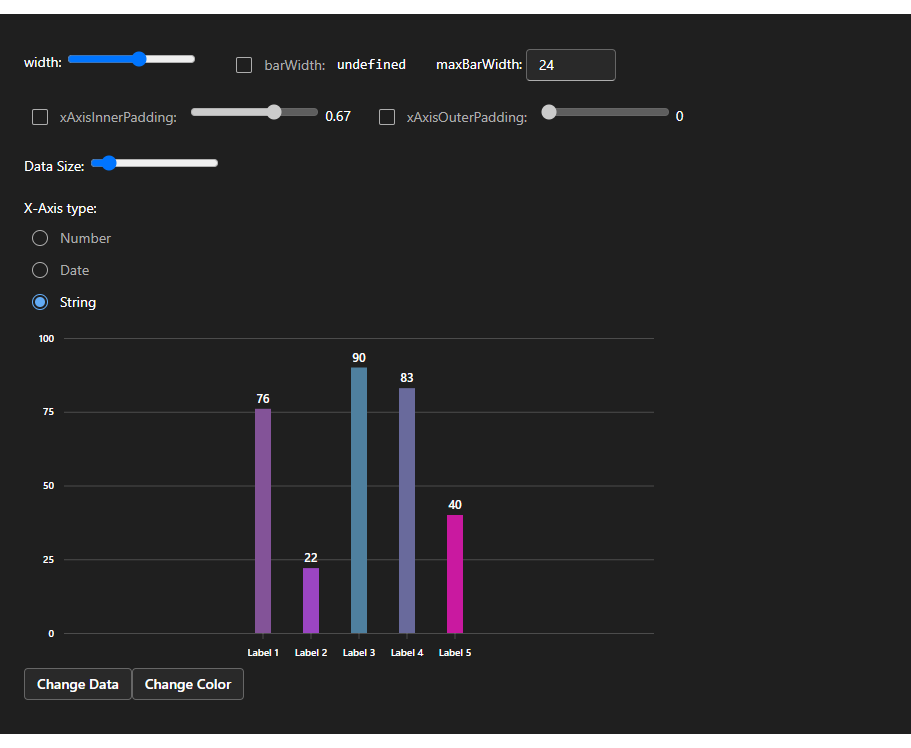 width: barWidth: undefined maxBarWidth: 24
xAxisInnerPadding: 0.67 xAxisOuterPadding: 0
Data Size:
X-Axis type:
Number
Date
String
100
90
83
76
75
50
40
25
22
0
Label 1 Label 2 Label 3 Label 4 Label 5
Change Data Change Color